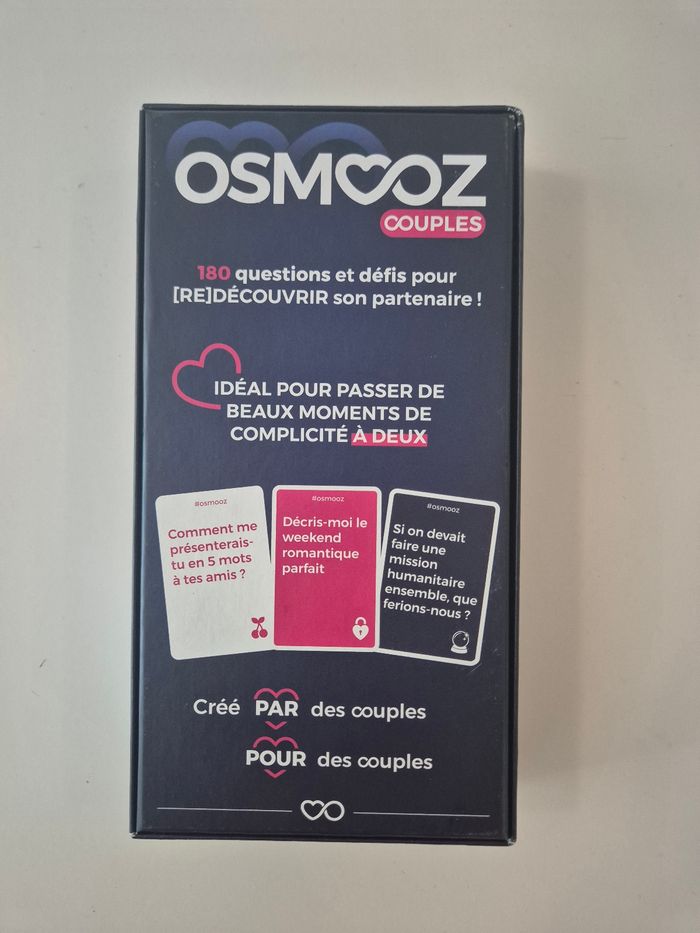 OSMOOZ
COUPLES
180 questions et défis pour
[RE]DÉCOUVRIR son partenaire !
IDÉAL POUR PASSER DE
BEAUX MOMENTS DE
COMPLICITÉ À DEUX
#osmooz
Comment me
présenterais-
tu en 5 mots
à tes amis ?
#osmooz
Décris-moi le
weekend
romantique
parfait
#osmooz
Si on devait
faire une
mission
humanitaire
ensemble, que
ferions-nous ?
Créé PAR des couples
POUR des couples